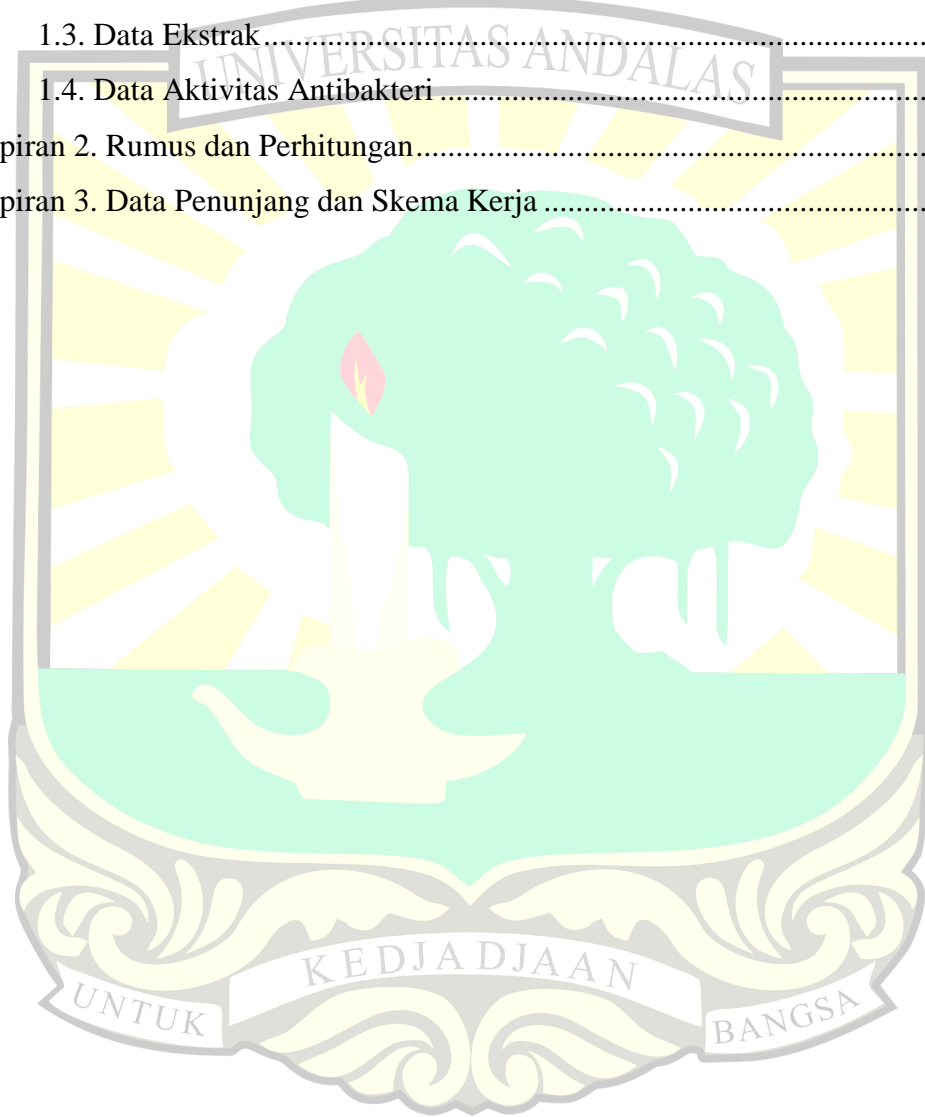 1.3. Data Ekstrak........................................................................................
UNIVERSITAS ANDALAS
1.4. Data Aktivitas Antibakteri..................................................................
piran 2. Rumus dan Perhitungan....................................................................
piran 3. Data Penunjang dan Skema Kerja....................................................
UNTUK KEDJADJAAN BANGSA